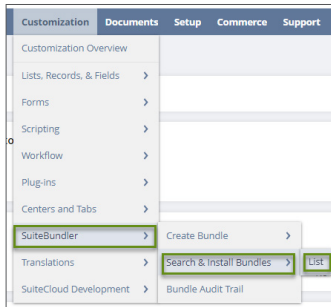 Customization Documents Setup Commerce Support
Customization Overview
Lists, Records, & Fields
Forms
Scripting
Workflow
Plug-ins
Centers and Tabs
SuiteBundler
Create Bundle
Translations
Search & Install Bundles
List
SuiteCloud Development
Bundle Audit Trail